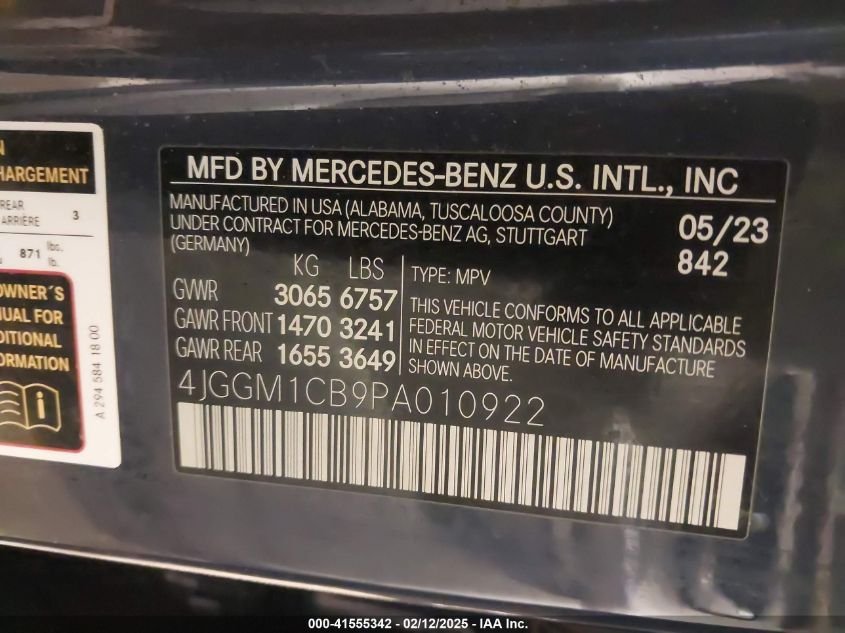 N
HARGEMENT
REAR
ARRIÈRE 3
871 lbs.
lb.
OWNER´S
NUAL FOR
DITIONAL
ORMATION
A 294 584 18 00
MFD BY MERCEDES-BENZ U.S. INTL., INC
MANUFACTURED IN USA (ALABAMA, TUSCALOOSA COUNTY)
UNDER CONTRACT FOR MERCEDES-BENZ AG, STUTTGART
(GERMANY)
05/23
842
KG LBS
GVWR 3065 6757
GAWR FRONT 1470 3241
GAWR REAR 1655 3649
TYPE: MPV
THIS VEHICLE CONFORMS TO ALL APPLICABLE
FEDERAL MOTOR VEHICLE SAFETY STANDARDS
IN EFFECT ON THE DATE OF MANUFACTURE
SHOWN ABOVE.
4JGGM1CB9PA010922
000-41555342 - 02/12/2025 - IAA Inc.